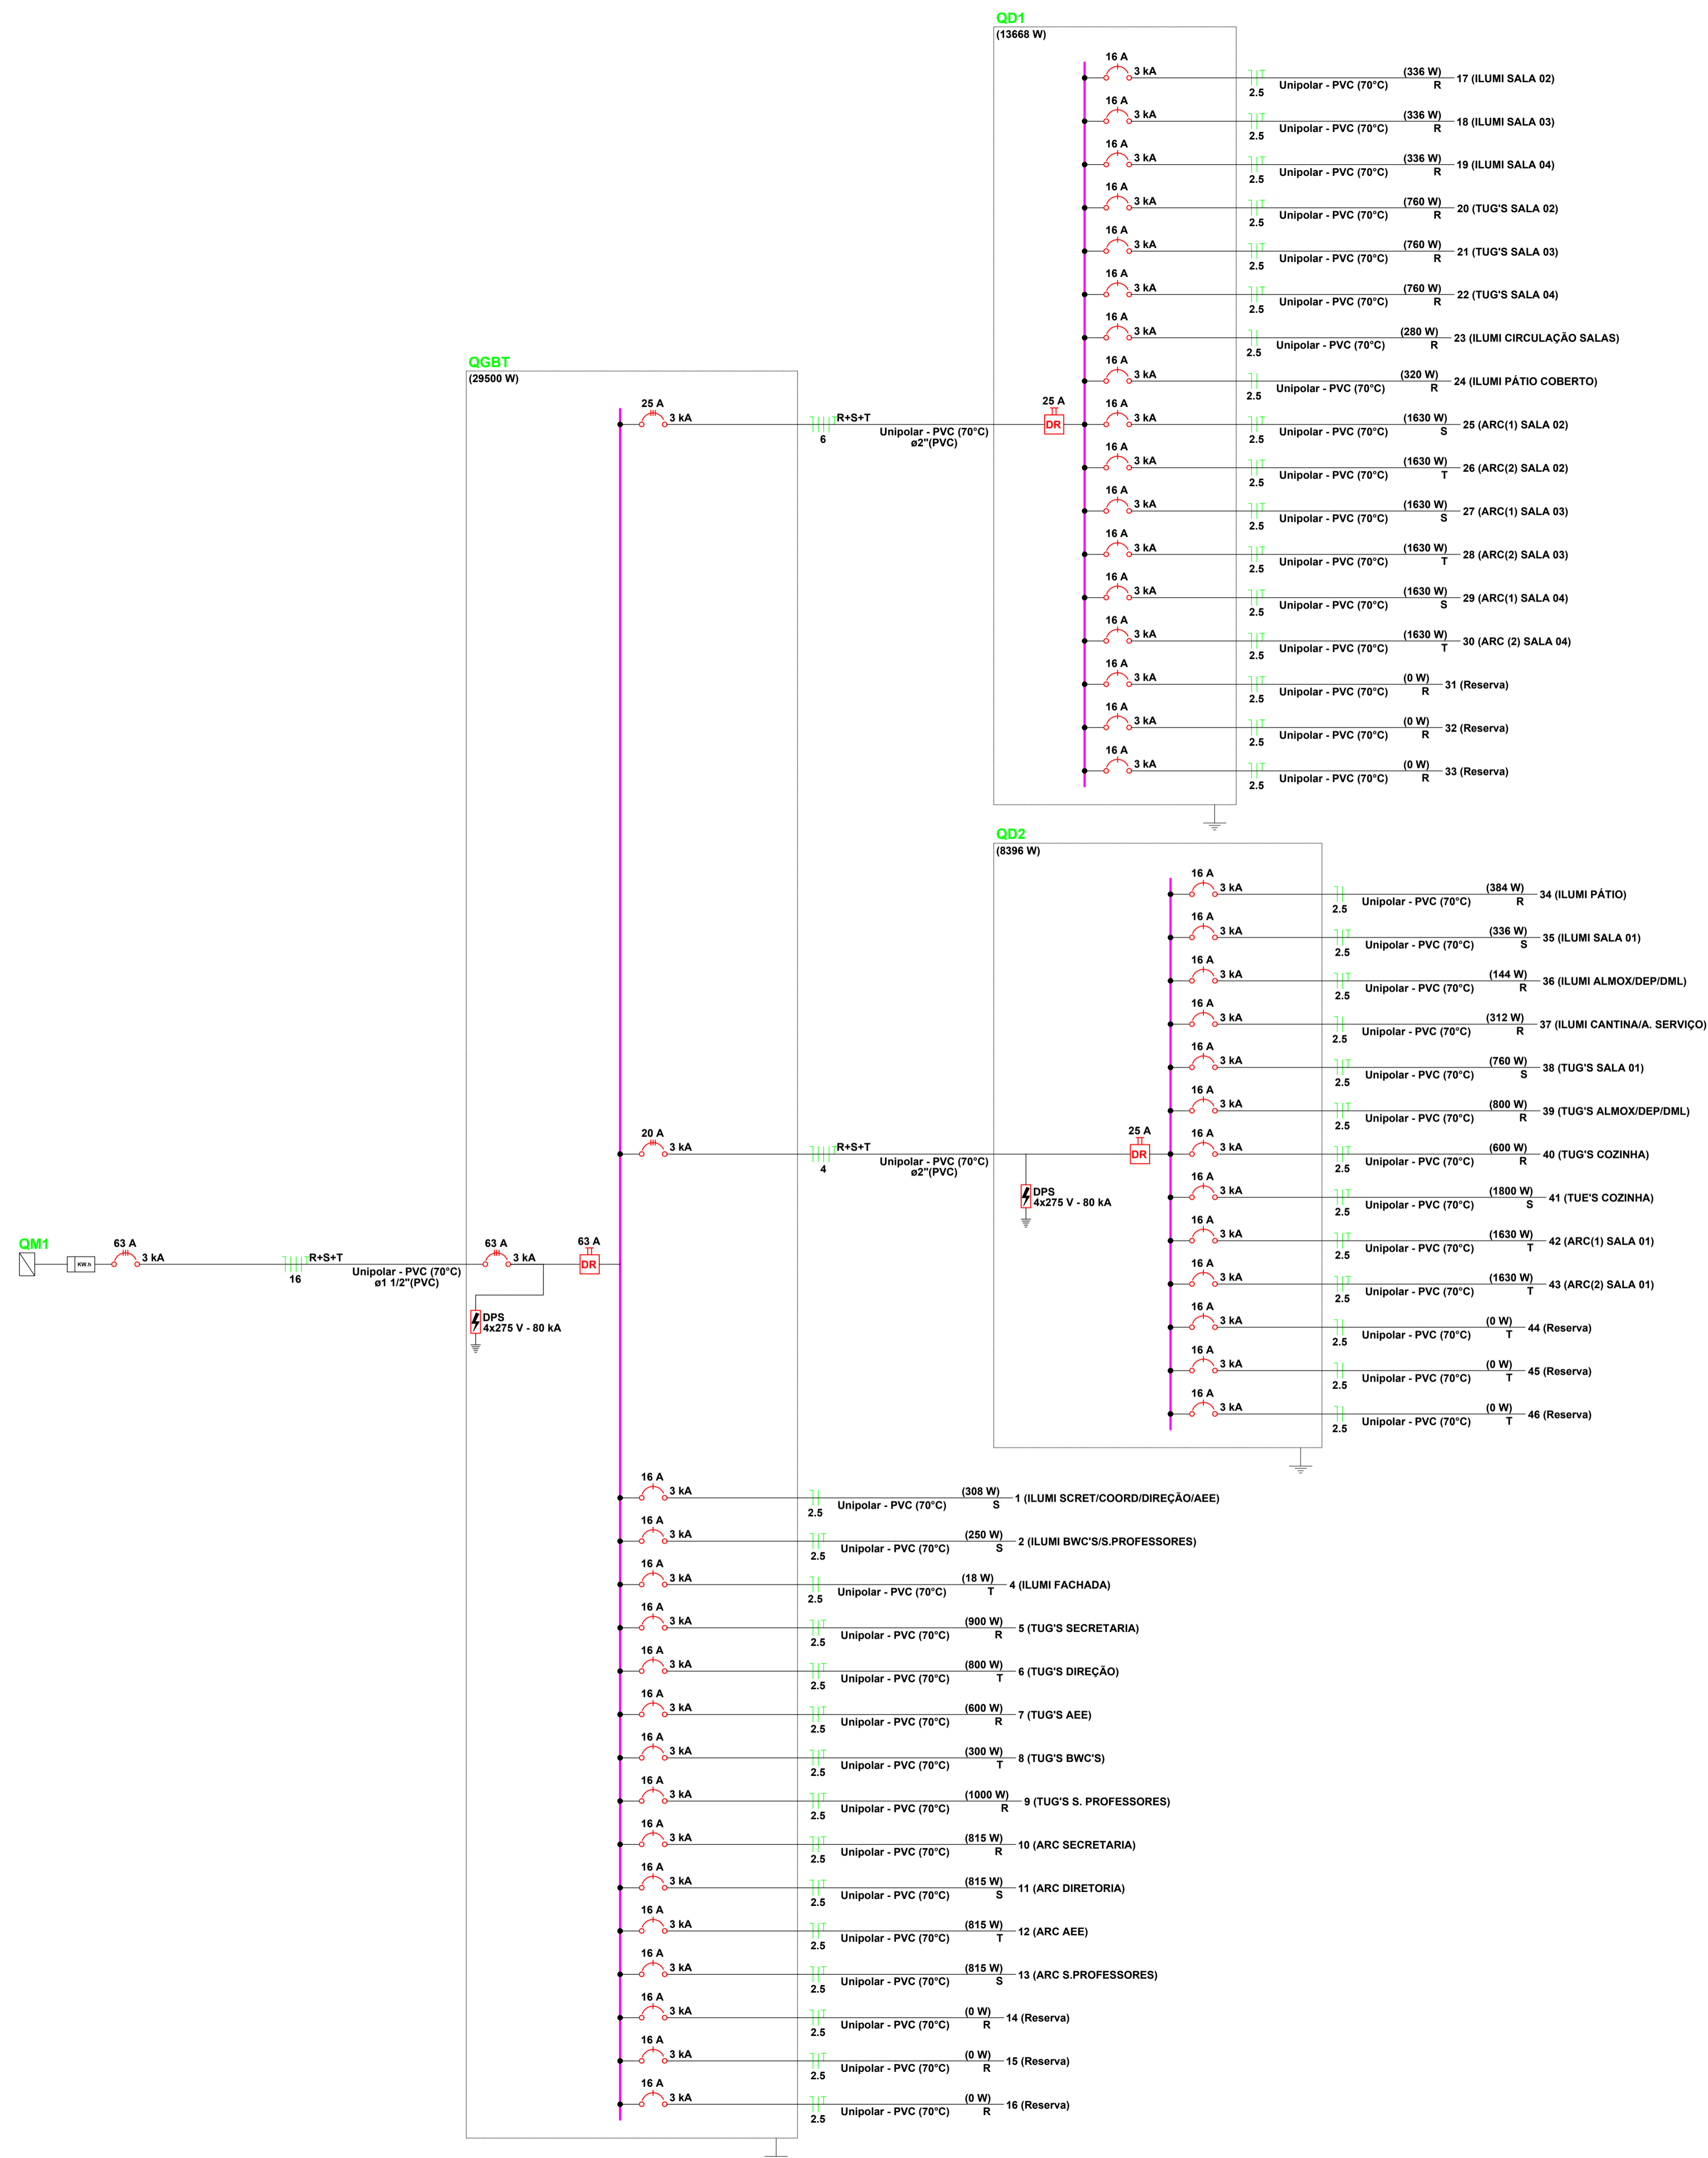 QD1
(13668 W)
16 A
3 kA
2.5
Unipolar - PVC (70°C)
(336 W)
R
17 (ILUMI SALA 02)
16 A
3 kA
2.5
Unipolar - PVC (70°C)
(336 W)
R
18 (ILUMI SALA 03)
16 A
3 kA
2.5
Unipolar - PVC (70°C)
(336 W)
R
19 (ILUMI SALA 04)
16 A
3 kA
2.5
Unipolar - PVC (70°C)
(760 W)
R
20 (TUG'S SALA 02)
16 A
3 kA
2.5
Unipolar - PVC (70°C)
(760 W)
R
21 (TUG'S SALA 03)
16 A
3 kA
2.5
Unipolar - PVC (70°C)
(760 W)
R
22 (TUG'S SALA 04)
16 A
3 kA
2.5
Unipolar - PVC (70°C)
(280 W)
R
23 (ILUMI CIRCULAÇÃO SALAS)
16 A
3 kA
2.5
Unipolar - PVC (70°C)
(320 W)
R
24 (ILUMI PÁTIO COBERTO)
25 A
DR
16 A
3 kA
2.5
Unipolar - PVC (70°C)
(1630 W)
S
25 (ARC(1) SALA 02)
16 A
3 kA
2.5
Unipolar - PVC (70°C)
(1630 W)
T
26 (ARC(2) SALA 02)
16 A
3 kA
2.5
Unipolar - PVC (70°C)
(1630 W)
S
27 (ARC(1) SALA 03)
16 A
3 kA
2.5
Unipolar - PVC (70°C)
(1630 W)
T
28 (ARC(2) SALA 03)
16 A
3 kA
2.5
Unipolar - PVC (70°C)
(1630 W)
S
29 (ARC(1) SALA 04)
16 A
3 kA
2.5
Unipolar - PVC (70°C)
(1630 W)
T
30 (ARC (2) SALA 04)
16 A
3 kA
2.5
Unipolar - PVC (70°C)
(0 W)
R
31 (Reserva)
16 A
3 kA
2.5
Unipolar - PVC (70°C)
(0 W)
R
32 (Reserva)
16 A
3 kA
2.5
Unipolar - PVC (70°C)
(0 W)
R
33 (Reserva)
QGBT
(29500 W)
25 A
3 kA
R+S+T
6
Unipolar - PVC (70°C)
ø2"(PVC)
QD2
(8396 W)
16 A
3 kA
2.5
Unipolar - PVC (70°C)
(384 W)
R
34 (ILUMI PÁTIO)
16 A
3 kA
2.5
Unipolar - PVC (70°C)
(336 W)
S
35 (ILUMI SALA 01)
16 A
3 kA
2.5
Unipolar - PVC (70°C)
(144 W)
R
36 (ILUMI ALMOX/DEP/DML)
16 A
3 kA
2.5
Unipolar - PVC (70°C)
(312 W)
R
37 (ILUMI CANTINA/A. SERVIÇO)
16 A
3 kA
2.5
Unipolar - PVC (70°C)
(760 W)
S
38 (TUG'S SALA 01)
16 A
3 kA
2.5
Unipolar - PVC (70°C)
(800 W)
R
39 (TUG'S ALMOX/DEP/DML)
20 A
3 kA
R+S+T
4
Unipolar - PVC (70°C)
ø2"(PVC)
DPS
4x275 V - 80 kA
25 A
DR
16 A
3 kA
2.5
Unipolar - PVC (70°C)
(600 W)
R
40 (TUG'S COZINHA)
16 A
3 kA
2.5
Unipolar - PVC (70°C)
(1800 W)
S
41 (TUE'S COZINHA)
16 A
3 kA
2.5
Unipolar - PVC (70°C)
(1630 W)
T
42 (ARC(1) SALA 01)
16 A
3 kA
2.5
Unipolar - PVC (70°C)
(1630 W)
T
43 (ARC(2) SALA 01)
16 A
3 kA
2.5
Unipolar - PVC (70°C)
(0 W)
T
44 (Reserva)
16 A
3 kA
2.5
Unipolar - PVC (70°C)
(0 W)
T
45 (Reserva)
16 A
3 kA
2.5
Unipolar - PVC (70°C)
(0 W)
T
46 (Reserva)
QM1
KW.h
63 A
3 kA
R+S+T
16
Unipolar - PVC (70°C)
ø1 1/2"(PVC)
63 A
3 kA
63 A
DR
DPS
4x275 V - 80 kA
16 A
3 kA
2.5
Unipolar - PVC (70°C)
(308 W)
S
1 (ILUMI SCRET/COORD/DIREÇÃO/AEE)
16 A
3 kA
2.5
Unipolar - PVC (70°C)
(250 W)
S
2 (ILUMI BWC'S/S.PROFESSORES)
16 A
3 kA
2.5
Unipolar - PVC (70°C)
(18 W)
T
4 (ILUMI FACHADA)
16 A
3 kA
2.5
Unipolar - PVC (70°C)
(900 W)
R
5 (TUG'S SECRETARIA)
16 A
3 kA
2.5
Unipolar - PVC (70°C)
(800 W)
T
6 (TUG'S DIREÇÃO)
16 A
3 kA
2.5
Unipolar - PVC (70°C)
(600 W)
R
7 (TUG'S AEE)
16 A
3 kA
2.5
Unipolar - PVC (70°C)
(300 W)
T
8 (TUG'S BWC'S)
16 A
3 kA
2.5
Unipolar - PVC (70°C)
(1000 W)
R
9 (TUG'S S. PROFESSORES)
16 A
3 kA
2.5
Unipolar - PVC (70°C)
(815 W)
R
10 (ARC SECRETARIA)
16 A
3 kA
2.5
Unipolar - PVC (70°C)
(815 W)
S
11 (ARC DIRETORIA)
16 A
3 kA
2.5
Unipolar - PVC (70°C)
(815 W)
T
12 (ARC AEE)
16 A
3 kA
2.5
Unipolar - PVC (70°C)
(815 W)
S
13 (ARC S.PROFESSORES)
16 A
3 kA
2.5
Unipolar - PVC (70°C)
(0 W)
R
14 (Reserva)
16 A
3 kA
2.5
Unipolar - PVC (70°C)
(0 W)
R
15 (Reserva)
16 A
3 kA
2.5
Unipolar - PVC (70°C)
(0 W)
R
16 (Reserva)